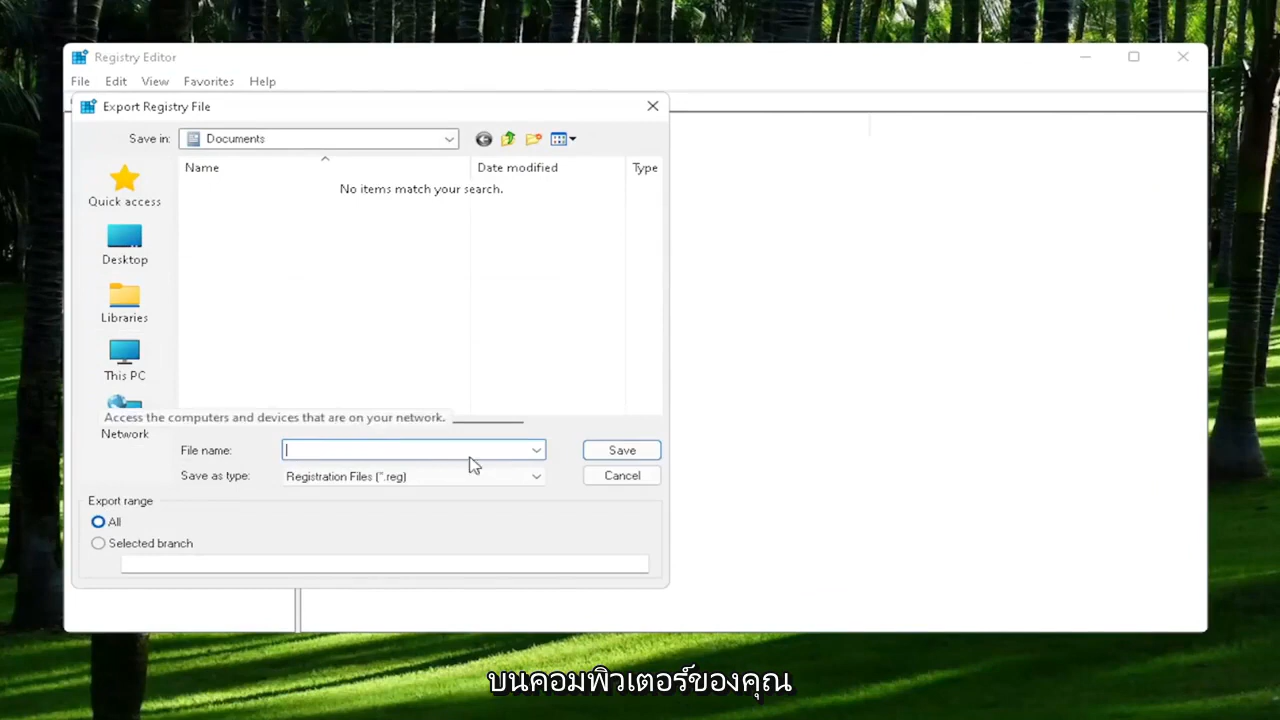 Registry Editor
File Edit View Favorites Help
Export Registry File
Save in: Documents
Name Date modified Type
No items match your search.
Quick access
Desktop
Libraries
This PC
Access the computers and devices that are on your network.
Network
File name: Save
Save as type: Registration Files (*.reg) Cancel
Export range
All
Selected branch
บนคอมพิวเตอร์ของคุณ